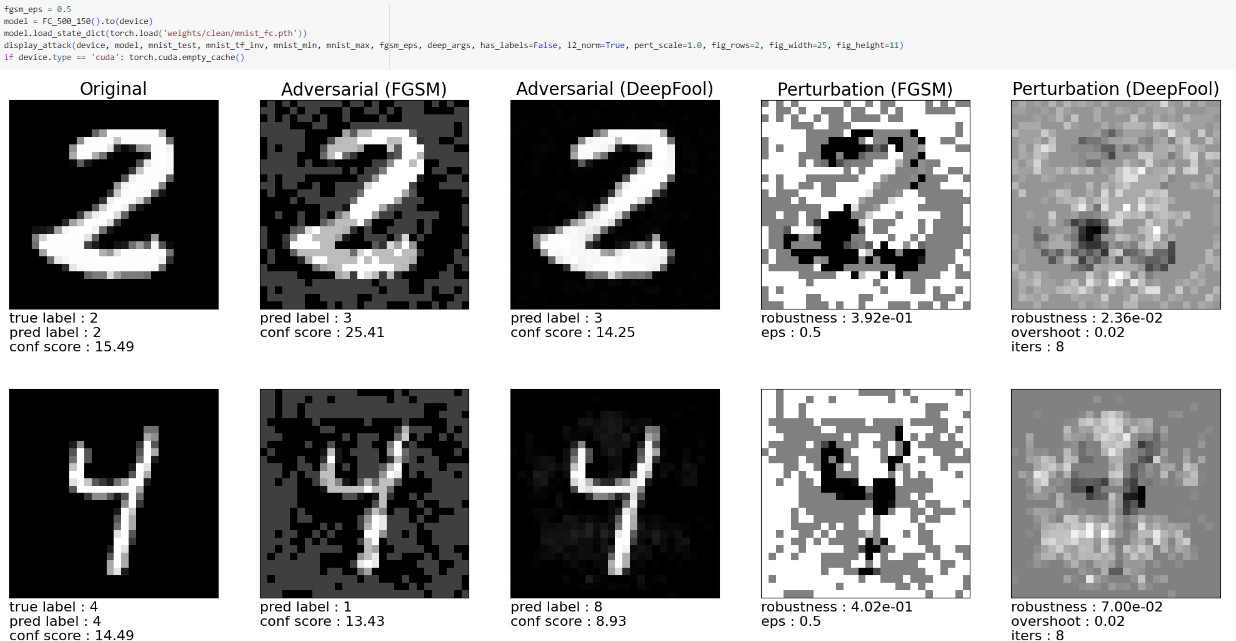 fgsm_eps = 0.5
model = FC_500_150().to(device)
model.load_state_dict(torch.load('weights/clean/mnist_fc.pth'))
display_attack(device, model, mnist_test, mnist_tf_inv, mnist_min, mnist_max, fgsm_eps, deep_args, has_labels=False, l2_norm=True, pert_scale=1.0, fig_rows=2, fig_width=25, fig_height=11)
if device.type == 'cuda': torch.cuda.empty_cache()
Original
Adversarial (FGSM)
Adversarial (DeepFool)
Perturbation (FGSM)
Perturbation (DeepFool)
true label : 2
pred label : 2
conf score : 15.49
pred label : 3
conf score : 25.41
pred label : 3
conf score : 14.25
robustness : 3.92e-01
eps : 0.5
robustness : 2.36e-02
overshoot : 0.02
iters : 8
true label : 4
pred label : 4
conf score : 14.49
pred label : 1
conf score : 13.43
pred label : 8
conf score : 8.93
robustness : 4.02e-01
eps : 0.5
robustness : 7.00e-02
overshoot : 0.02
iters : 8